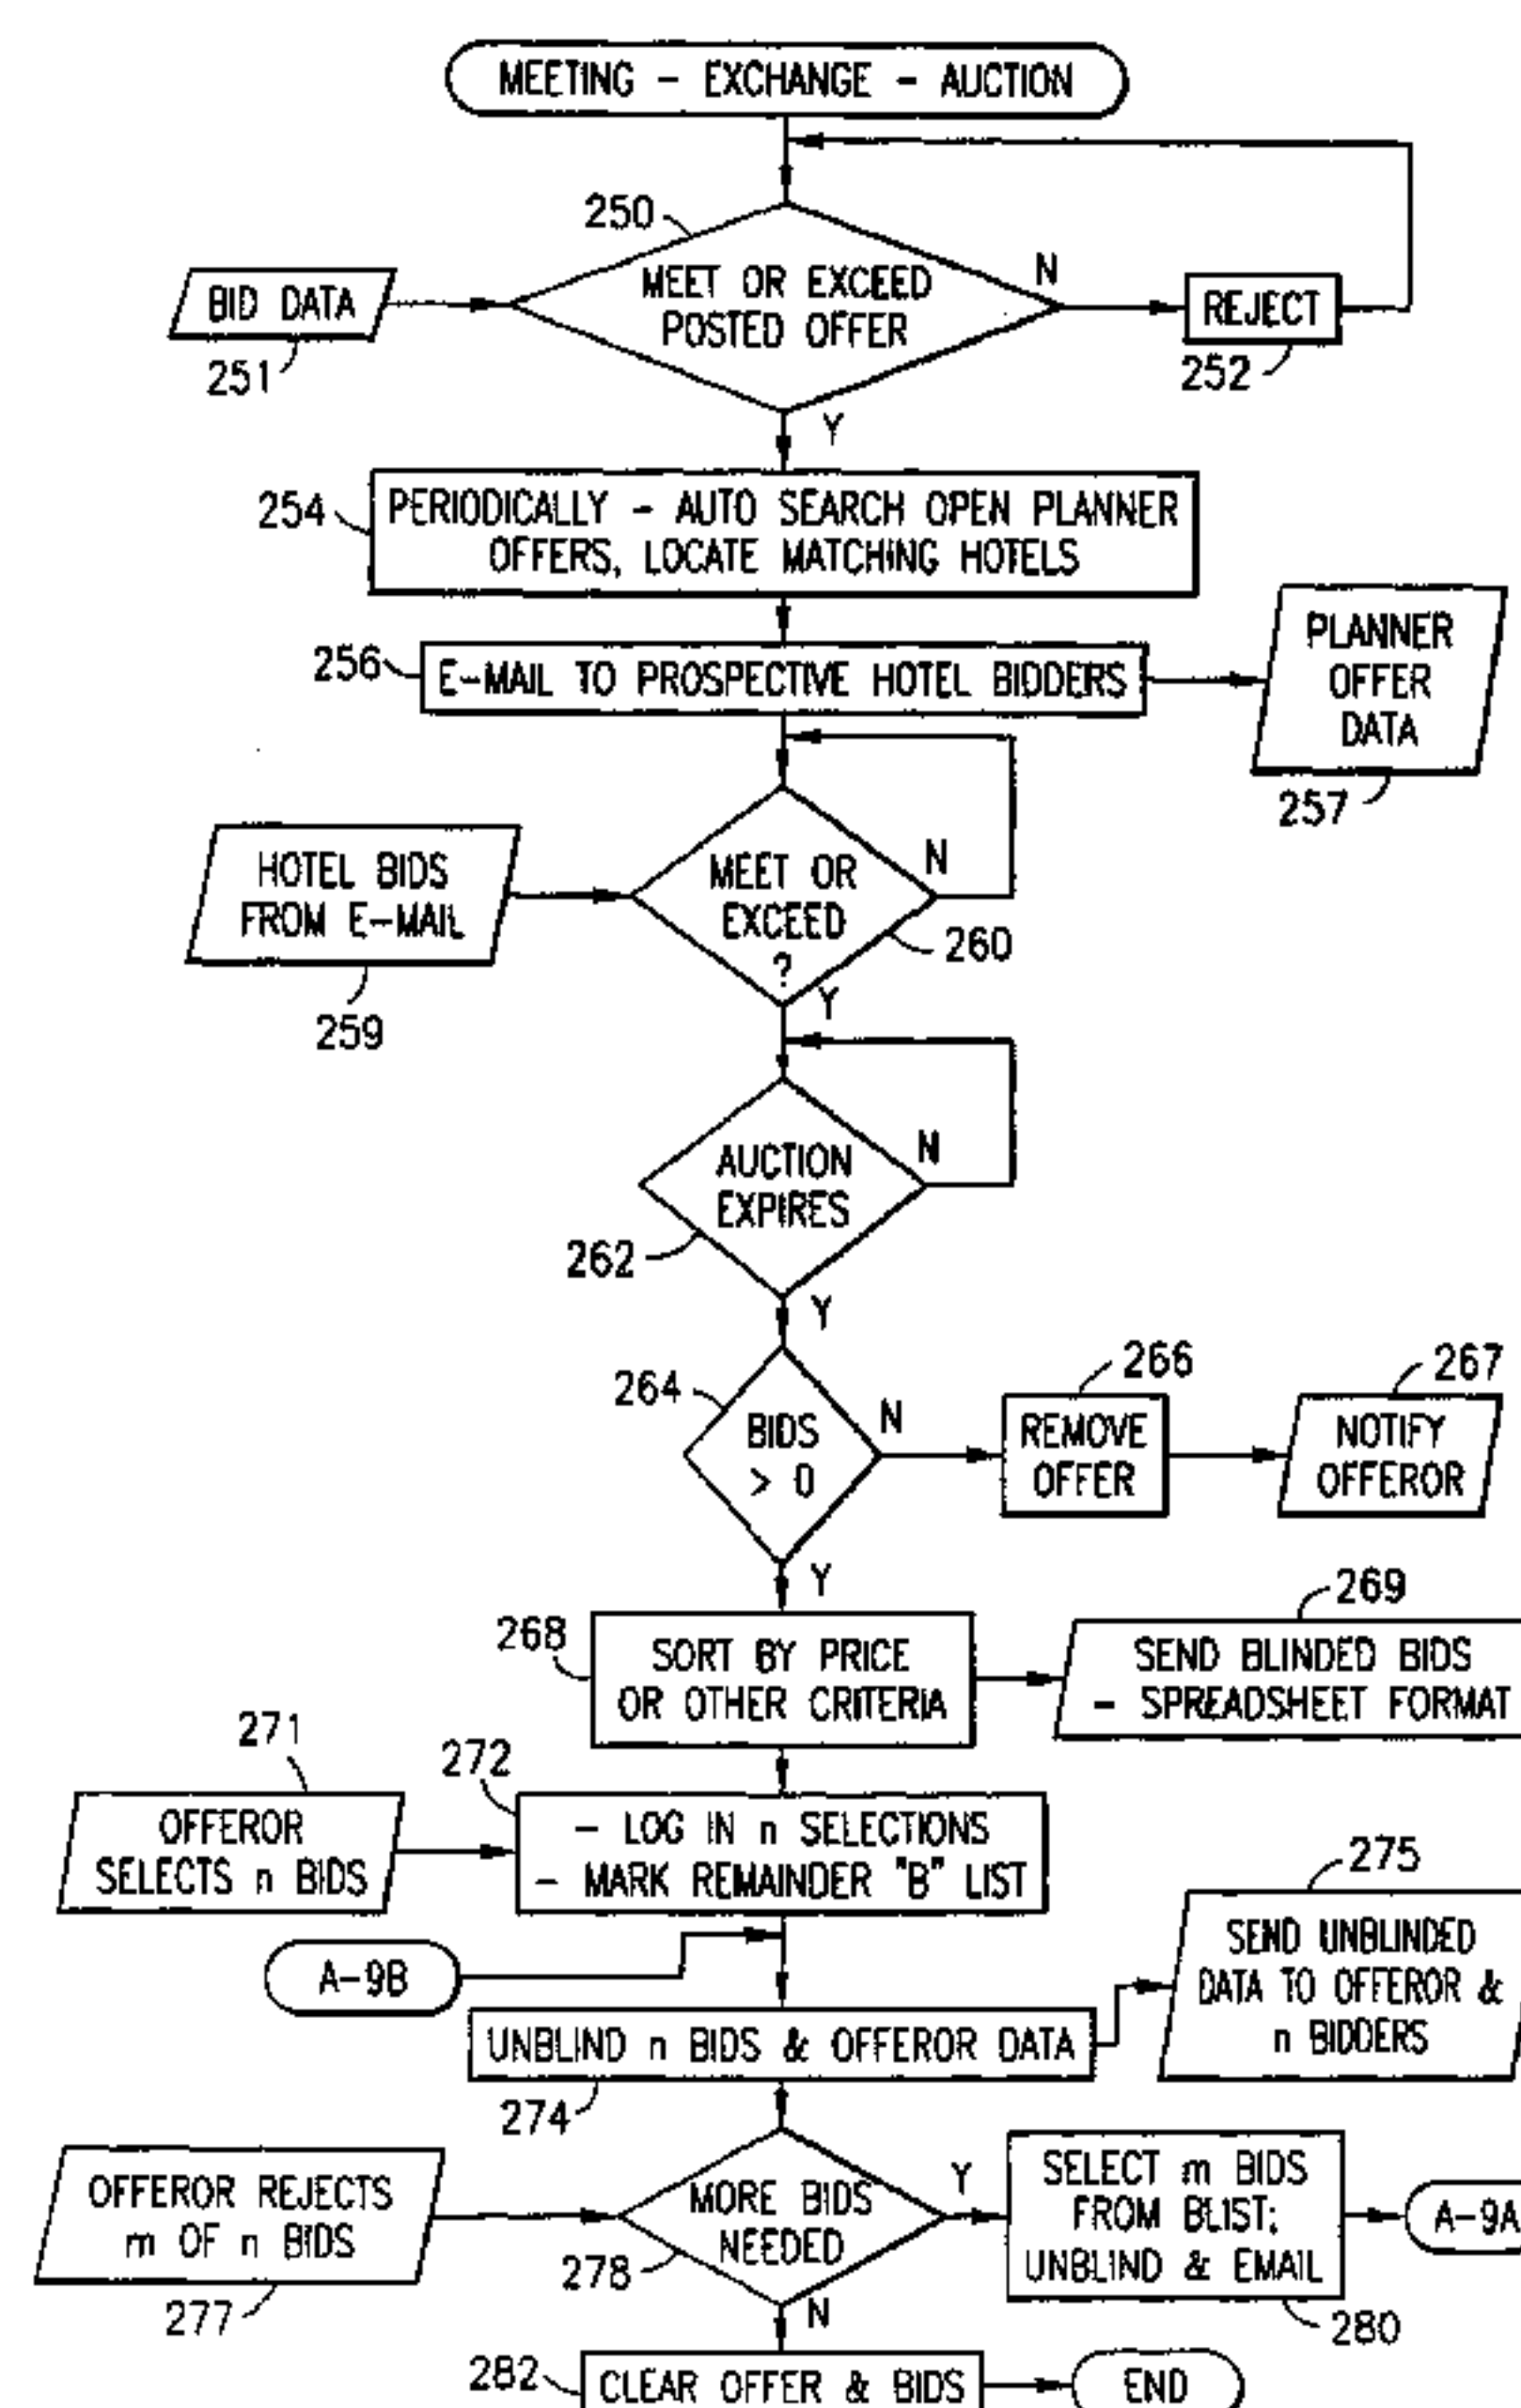 MEETING - EXCHANGE - AUCTION
250
MEET OR EXCEED
POSTED OFFER
N
BID DATA
251
REJECT
252
Y
254
PERIODICALLY - AUTO SEARCH OPEN PLANNER
OFFERS, LOCATE MATCHING HOTELS
256
E-MAIL TO PROSPECTIVE HOTEL BIDDERS
PLANNER
OFFER
DATA
257
HOTEL BIDS
FROM E-MAIL
259
MEET OR
EXCEED
?
N
260
Y
AUCTION
EXPIRES
N
262
Y
264
BIDS
> 0
N
266
REMOVE
OFFER
267
NOTIFY
OFFEROR
Y
268
SORT BY PRICE
OR OTHER CRITERIA
269
SEND BLINDED BIDS
- SPREADSHEET FORMAT
271
OFFEROR
SELECTS n BIDS
272
- LOG IN n SELECTIONS
- MARK REMAINDER "B" LIST
275
SEND UNBLINDED
DATA TO OFFEROR &
n BIDDERS
A-9B
UNBLIND n BIDS & OFFEROR DATA
274
OFFEROR REJECTS
m OF n BIDS
277
MORE BIDS
NEEDED
278
Y
SELECT m BIDS
FROM BLIST;
UNBLIND & EMAIL
280
A-9A
N
282
CLEAR OFFER & BIDS
END